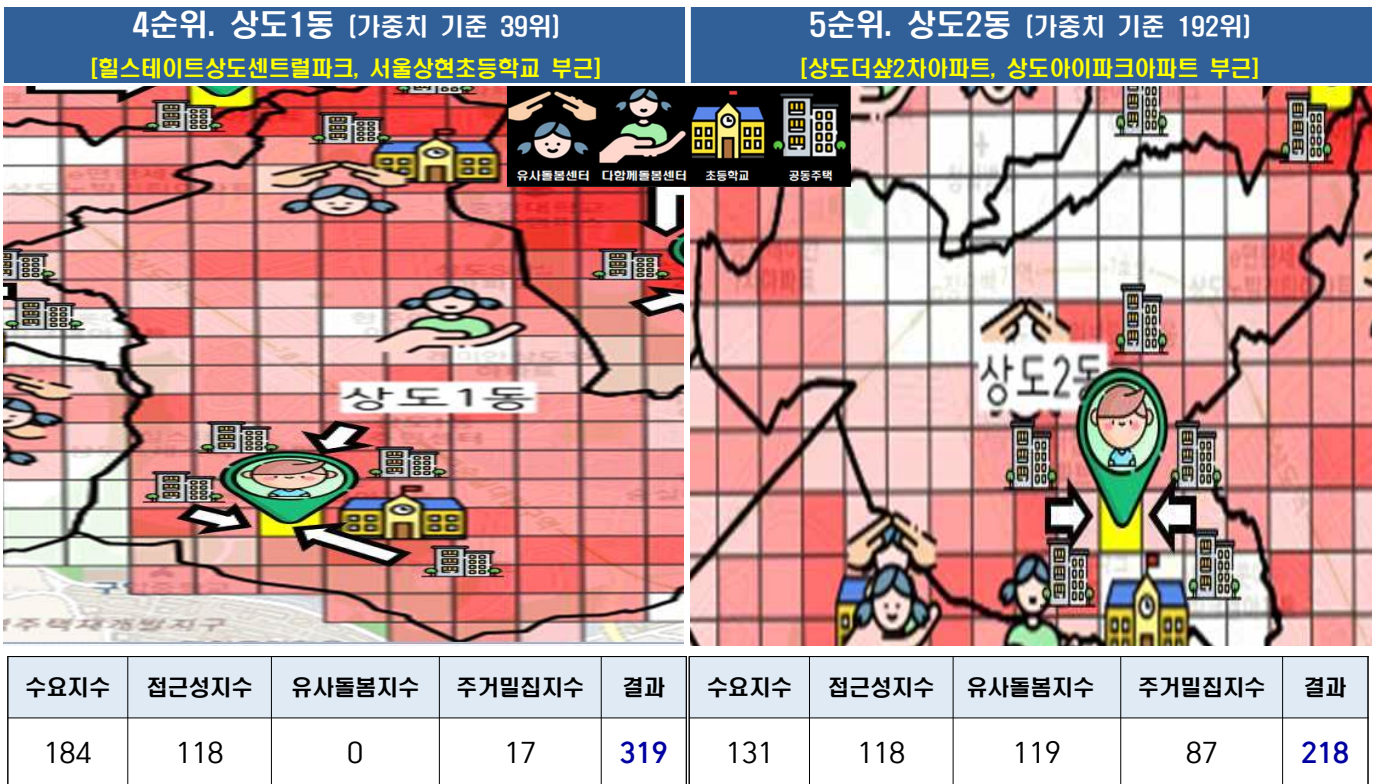 4순위. 상도1동 (가중치 기준 39위)
[힐스테이트상도센트럴파크, 서울상현초등학교 부근]
5순위. 상도2동 (가중치 기준 192위)
[상도더샾2차아파트, 상도아이파크아파트 부근]
유사돌봄센터 다함께돌봄센터 초등학교 공동주택
상도1동
상도2동
수요지수 접근성지수 유사돌봄지수 주거밀집지수 결과 수요지수 접근성지수 유사돌봄지수 주거밀집지수 결과
184 118 0 17 319 131 118 119 87 218